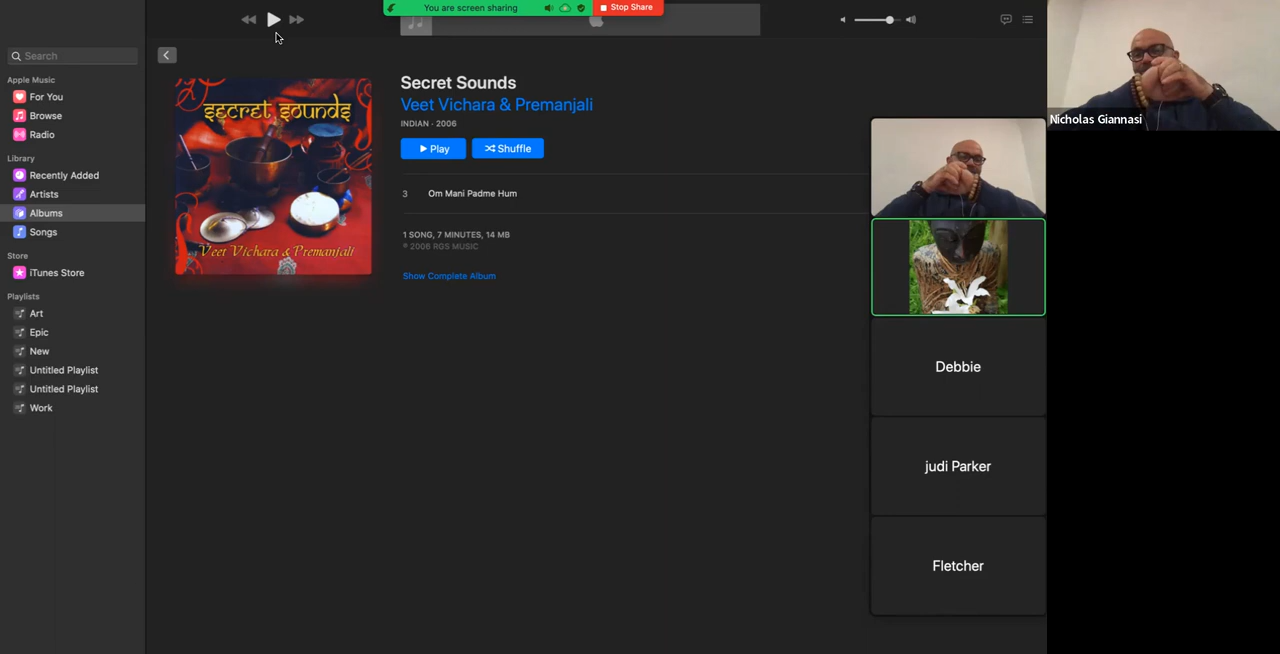 You are screen sharing
Stop Share
Search
Apple Music
For You
Browse
Radio
Library
Recently Added
Artists
Albums
Songs
Store
iTunes Store
Playlists
Art
Epic
New
Untitled Playlist
Untitled Playlist
Work
secret sounds
Veet Vichara & Premanjali
Secret Sounds
Veet Vichara & Premanjali
INDIAN · 2006
Play
Shuffle
3 Om Mani Padme Hum
1 SONG, 7 MINUTES, 14 MB
℗ 2006 RGS MUSIC
Show Complete Album
Nicholas Giannasi
Debbie
judi Parker
Fletcher